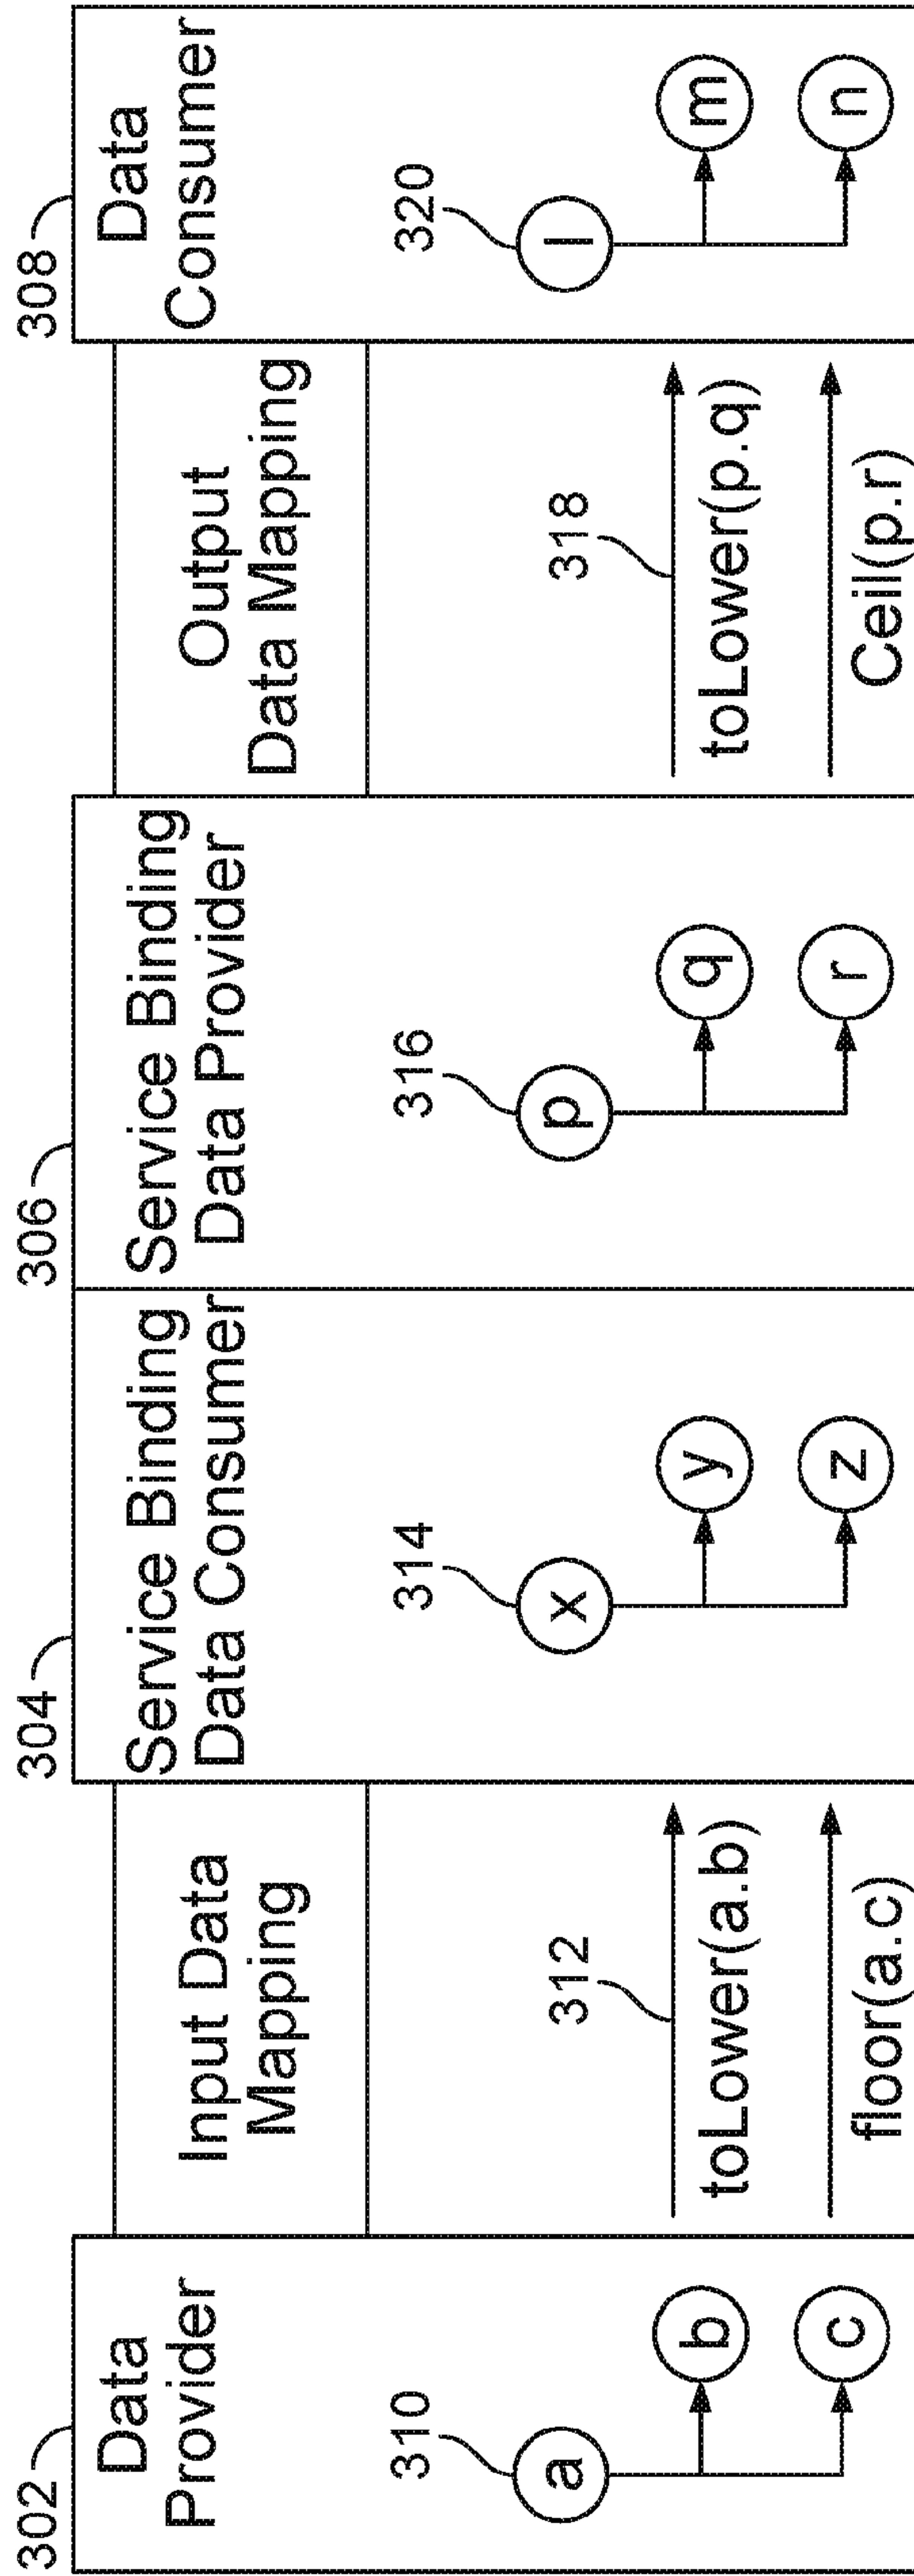 302
Data
Provider
310
a
b
c
Input Data
Mapping
312
toLower(a.b)
floor(a.c)
304
Service Binding
Data Consumer
314
x
y
z
306
Service Binding
Data Provider
316
p
q
r
Output
Data Mapping
318
toLower(p.q)
Ceil(p.r)
308
Data
Consumer
320
l
m
n